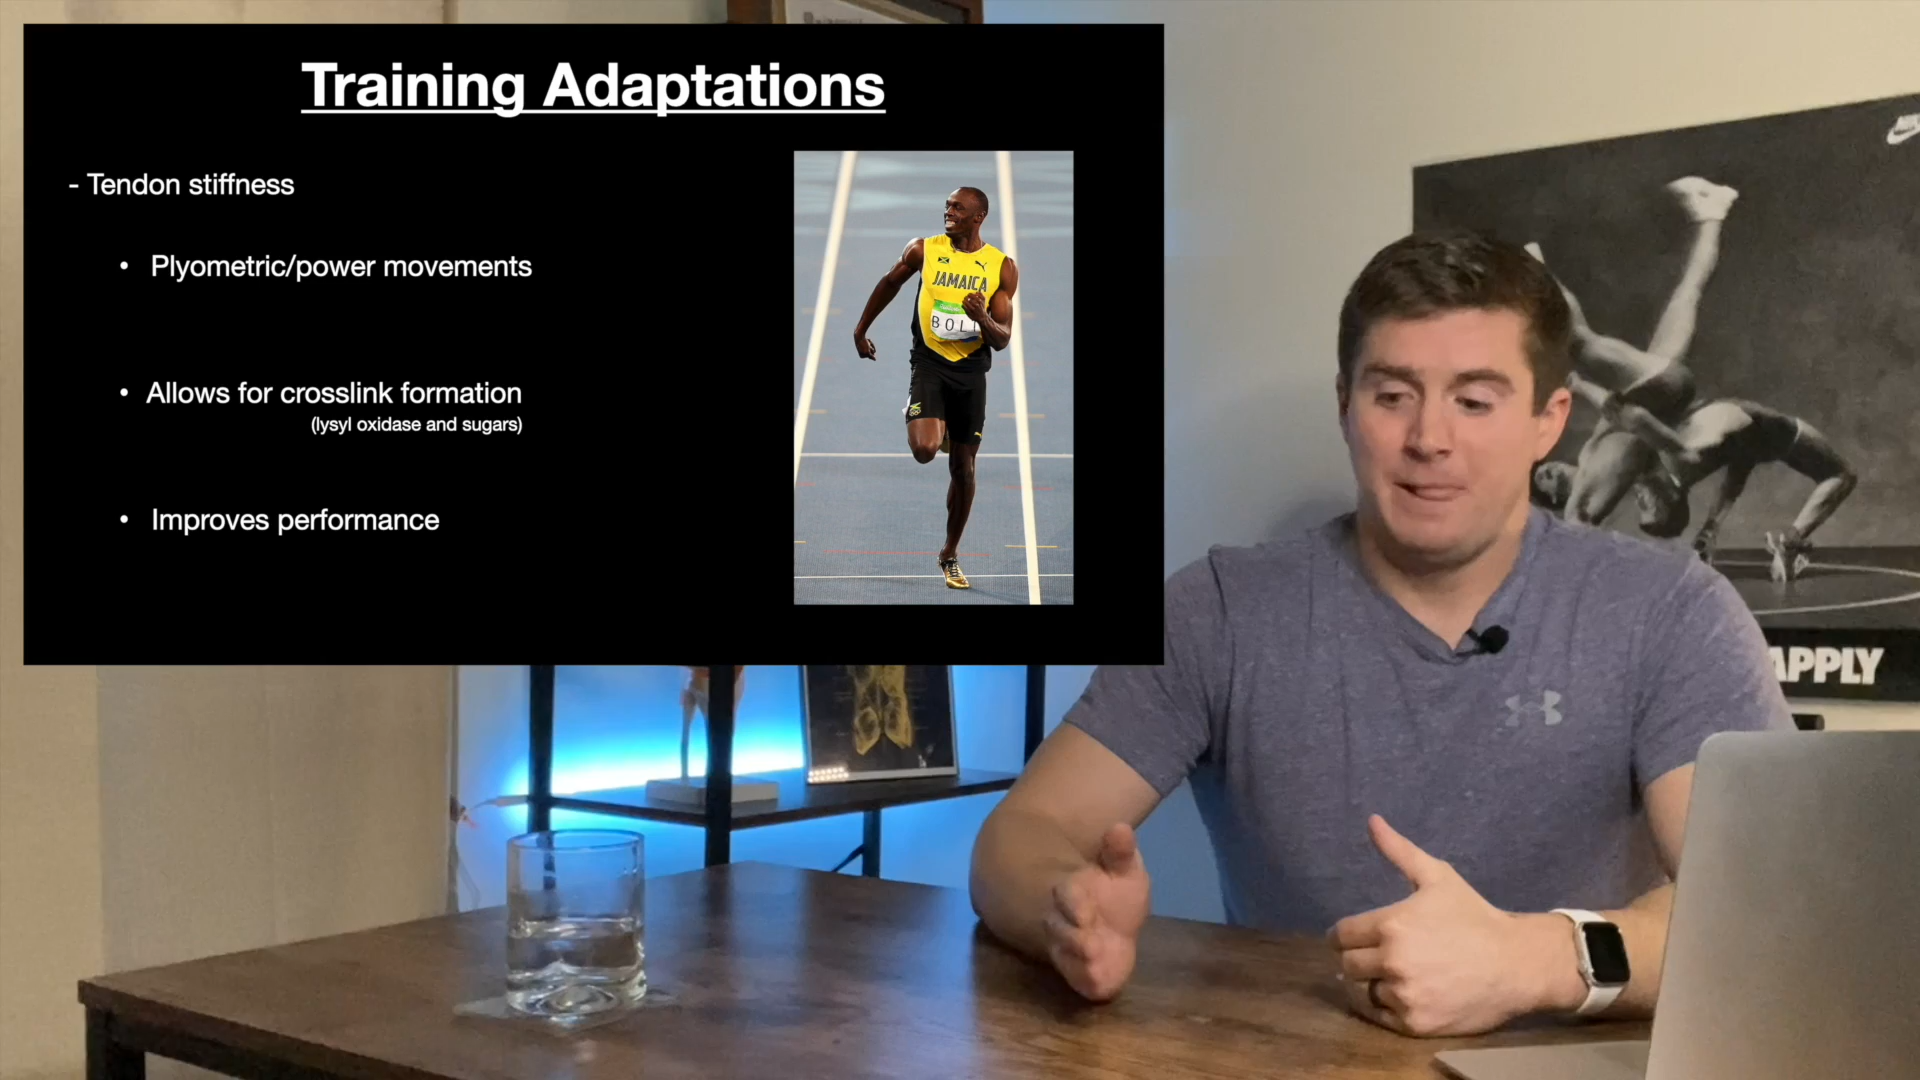 Training Adaptations
- Tendon stiffness
• Plyometric/power movements
• Allows for crosslink formation
(lysyl oxidase and sugars)
• Improves performance
JAMAICA
BOLT
APPLY